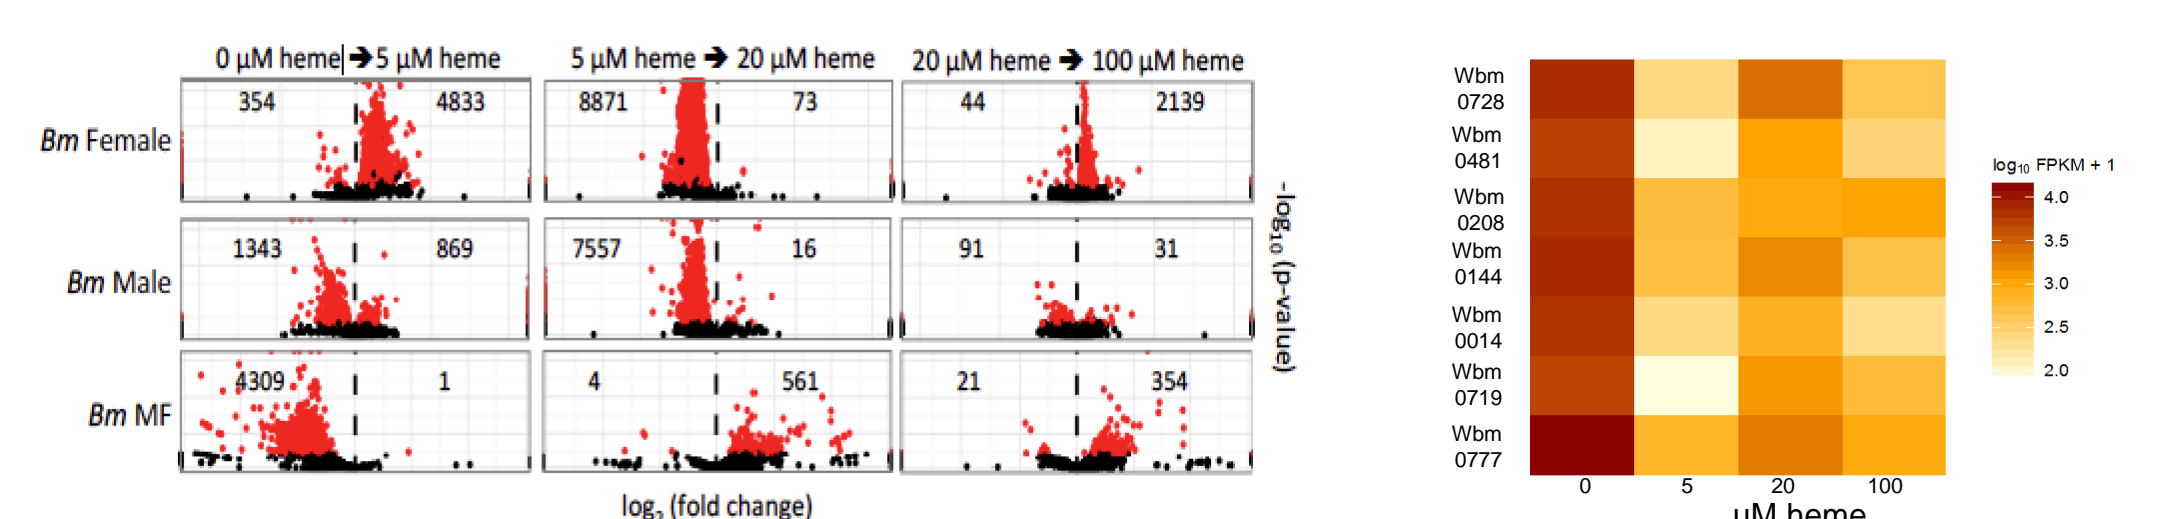 0 µM heme ➔ 5 µM heme
5 µM heme ➔ 20 µM heme
20 µM heme ➔ 100 µM heme
Bm Female
354
4833
8871
73
44
2139
Bm Male
1343
869
7557
16
91
31
Bm MF
4309
1
4
561
21
354
-log10 (p-value)
log2 (fold change)
Wbm
0728
Wbm
0481
Wbm
0208
Wbm
0144
Wbm
0014
Wbm
0719
Wbm
0777
0
5
20
100
µM heme
log10 FPKM + 1
4.0
3.5
3.0
2.5
2.0